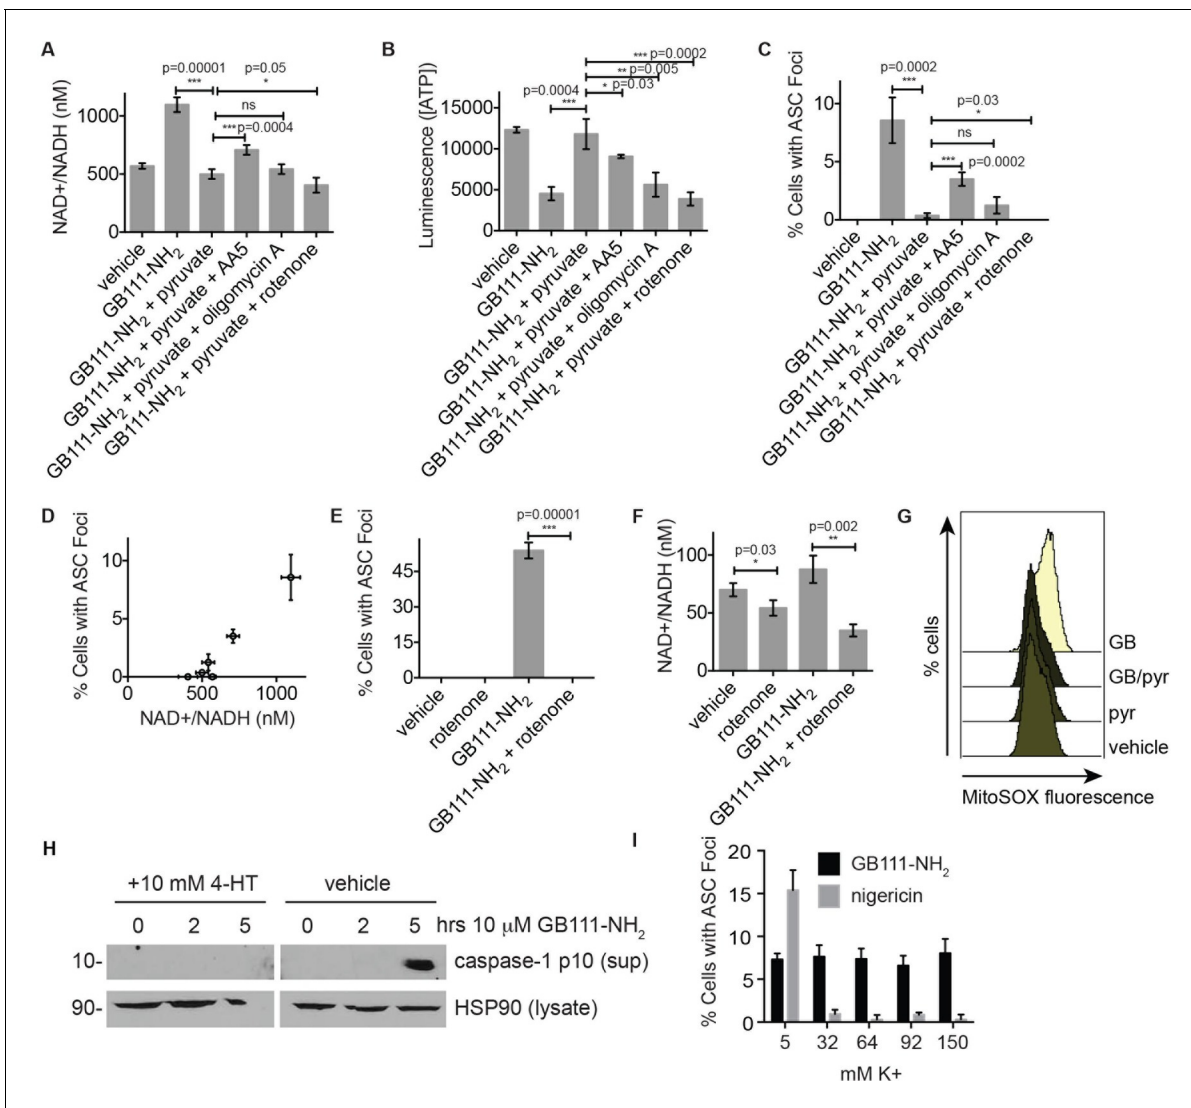 A
p=0.00001
***
p=0.05
*
ns
***p=0.0004
NAD+/NADH (nM)
1000
500
0
vehicle
GB111-NH2
GB111-NH2 + pyruvate
GB111-NH2 + pyruvate + AA5
GB111-NH2 + pyruvate + oligomycin A
GB111-NH2 + pyruvate + rotenone
B
*** p=0.0002
** p=0.005
* p=0.03
p=0.0004
***
Luminescence ([ATP])
15000
10000
5000
0
vehicle
GB111-NH2
GB111-NH2 + pyruvate
GB111-NH2 + pyruvate + AA5
GB111-NH2 + pyruvate + oligomycin A
GB111-NH2 + pyruvate + rotenone
C
p=0.0002
***
p=0.03
*
ns
*** p=0.0002
% Cells with ASC Foci
10
5
0
vehicle
GB111-NH2
GB111-NH2 + pyruvate
GB111-NH2 + pyruvate + AA5
GB111-NH2 + pyruvate + oligomycin A
GB111-NH2 + pyruvate + rotenone
D
% Cells with ASC Foci
10
5
0
0 500 1000
NAD+/NADH (nM)
E
p=0.00001
***
% Cells with ASC Foci
45
30
15
0
vehicle
rotenone
GB111-NH2
GB111-NH2 + rotenone
F
p=0.03
*
p=0.002
**
NAD+/NADH (nM)
100
50
0
vehicle
rotenone
GB111-NH2
GB111-NH2 + rotenone
G
% cells
GB
GB/pyr
pyr
vehicle
MitoSOX fluorescence
H
+10 mM 4-HT vehicle
0 2 5 0 2 5 hrs 10 µM GB111-NH2
10- caspase-1 p10 (sup)
90- HSP90 (lysate)
I
% Cells with ASC Foci
20
15
10
5
0
GB111-NH2
nigericin
5 32 64 92 150
mM K+